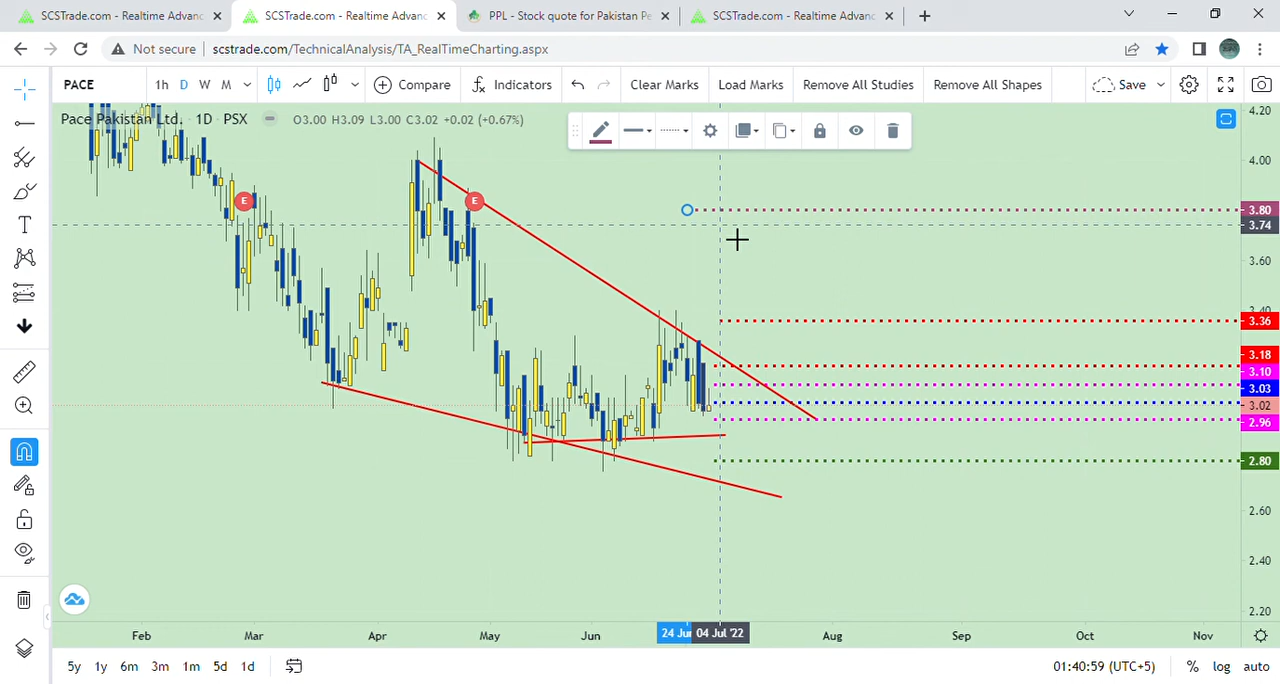 SCSTrade.com - Realtime Advanc
SCSTrade.com - Realtime Advanc
PPL - Stock quote for Pakistan Pe
SCSTrade.com - Realtime Advanc
Not secure
scstrade.com/TechnicalAnalysis/TA_RealTimeCharting.aspx
PACE 1h D W M Compare Indicators Clear Marks Load Marks Remove All Studies Remove All Shapes Save
Pace Pakistan Ltd. 1D PSX O3.00 H3.09 L3.00 C3.02 +0.02 (+0.67%)
T
E
E
4.20
4.00
3.80
3.74
3.60
3.36
3.18
3.10
3.03
3.02
2.96
2.80
2.60
2.40
2.20
Feb Mar Apr May Jun 24 Jun 04 Jul '22 Aug Sep Oct Nov
5y 1y 6m 3m 1m 5d 1d 01:40:59 (UTC+5) % log auto